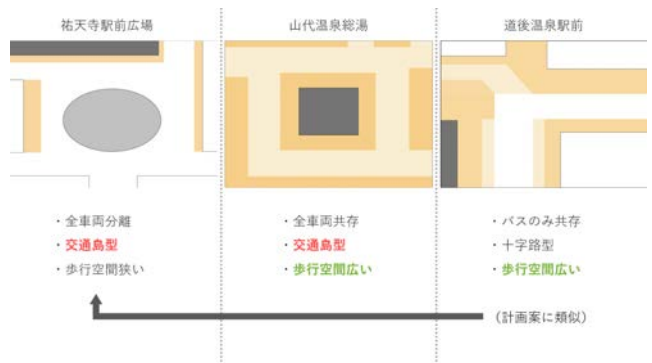 祐天寺駅前広場
山代温泉総湯
道後温泉駅前
・全車両分離
・交通島型
・歩行空間狭い
・全車両共存
・交通島型
・歩行空間広い
・バスのみ共存
・十字路型
・歩行空間広い
(計画案に類似)